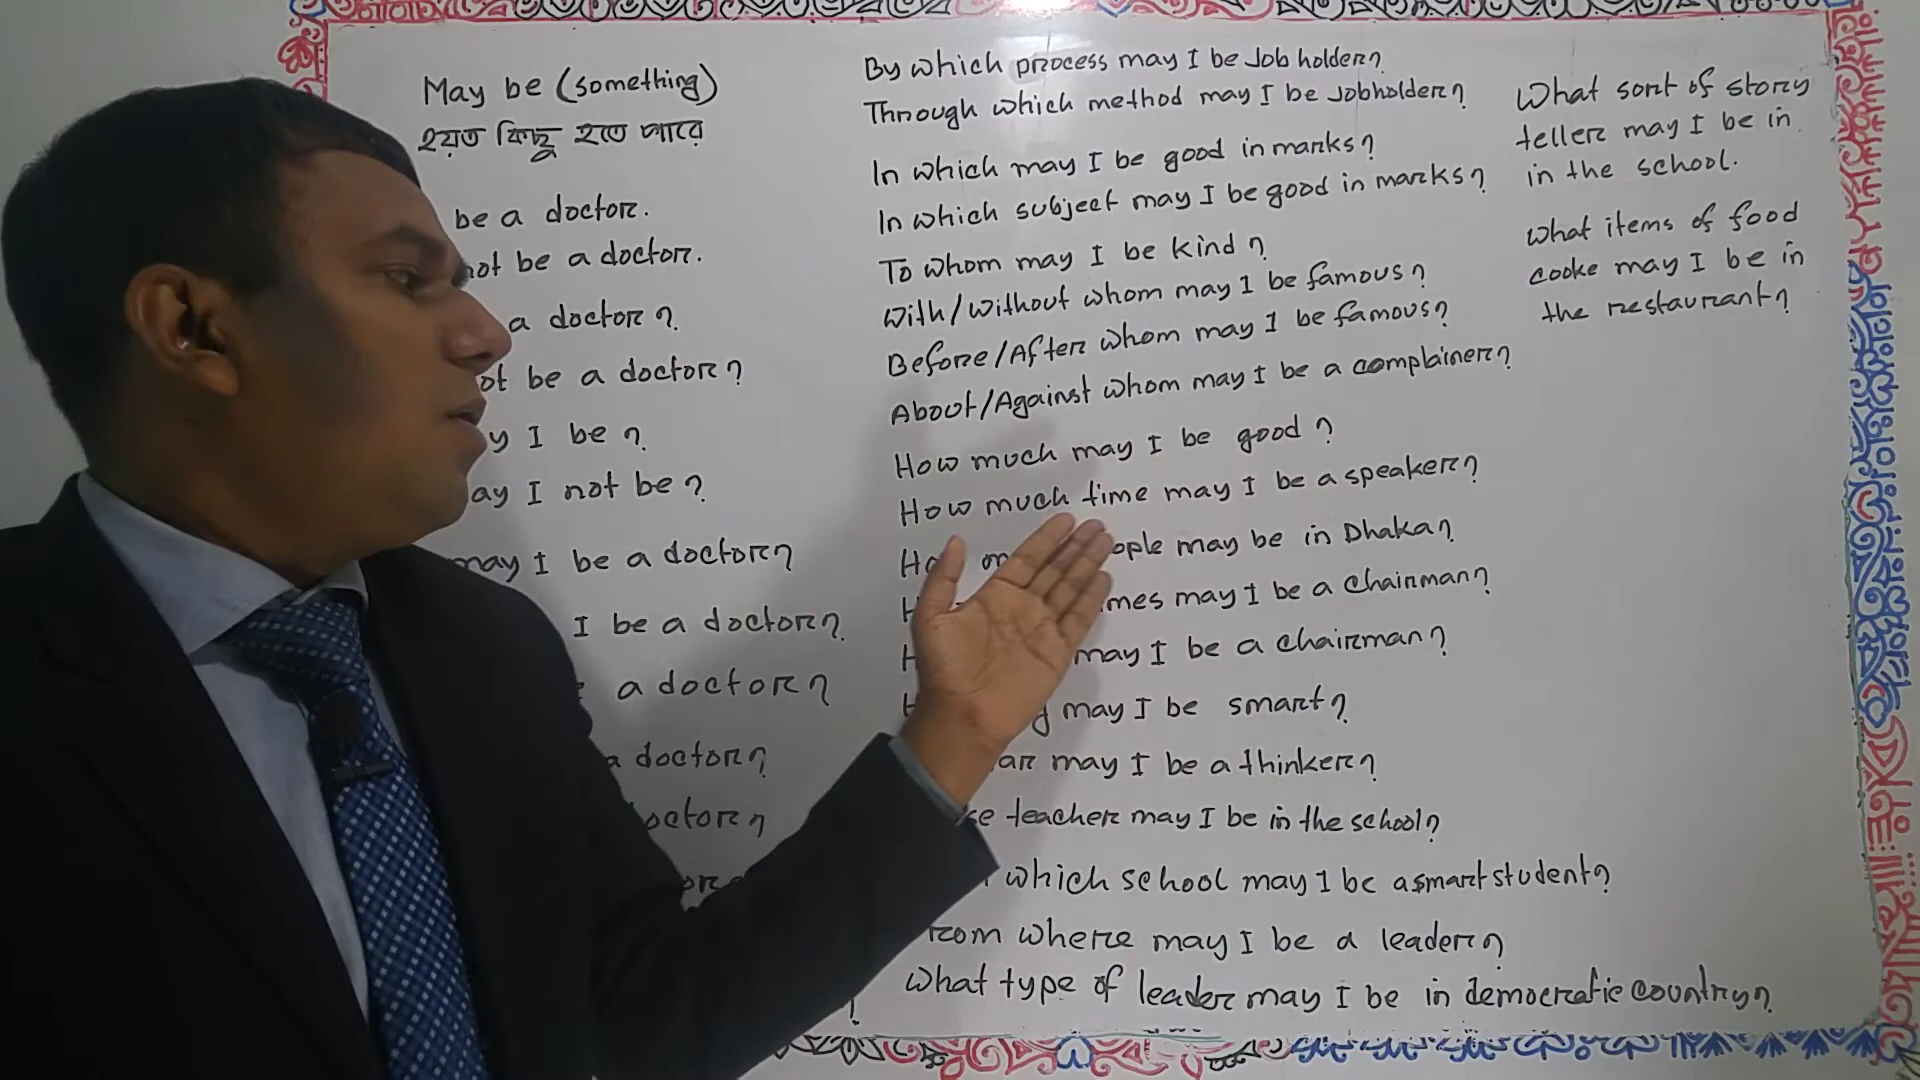 May be (something)
হয়ত কিছু হতে পারে
be a doctor.
not be a doctor.
a doctor?
be a doctor?
I be?
I not be?
may I be a doctor?
I be a doctor?
a doctor?
a doctor?
By which process may I be Job holder?
Through which method may I be Jobholder?
In which may I be good in marks?
In which subject may I be good in marks?
To whom may I be kind?
With/Without whom may I be famous?
Before/After whom may I be famous?
About/Against whom may I be a complainer?
How much may I be good?
How much time may I be a speaker?
may be in Dhaka?
may I be a chairman?
may I be a chairman?
may I be smart?
may I be a thinker?
teacher may I be in the school?
which school may I be a smart student?
where may I be a leader?
What type of leader may I be in democratic country?
What sort of story
teller may I be in
in the school.
What items of food
cooke may I be in
the restaurant?